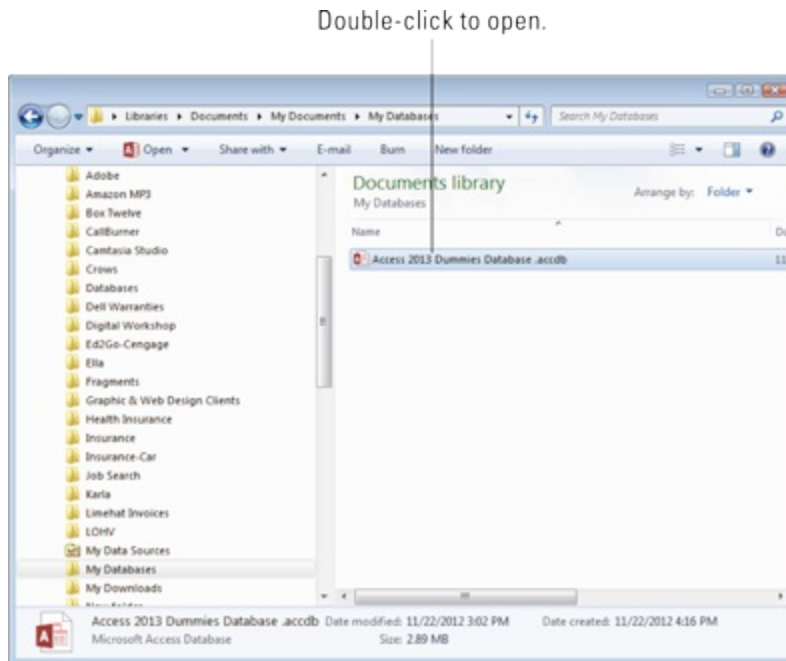 Double-click to open.
Libraries ▸ Documents ▸ My Documents ▸ My Databases
Search My Databases
Organize ▾ Open ▾ Share with ▾ E-mail Burn New folder
Documents library
My Databases
Arrange by: Folder ▾
Name
Access 2013 Dummies Database .accdb 11
Adobe
Amazon MP3
Box Twelve
CallBurner
Camtasia Studio
Crows
Databases
Dell Warranties
Digital Workshop
Ed2Go-Cengage
Ella
Fragments
Graphic & Web Design Clients
Health Insurance
Insurance
Insurance-Car
Job Search
Karla
Limehat Invoices
LOHV
My Data Sources
My Databases
My Downloads
Access 2013 Dummies Database .accdb Date modified: 11/22/2012 3:02 PM Date created: 11/22/2012 4:16 PM
Microsoft Access Database Size: 2.89 MB